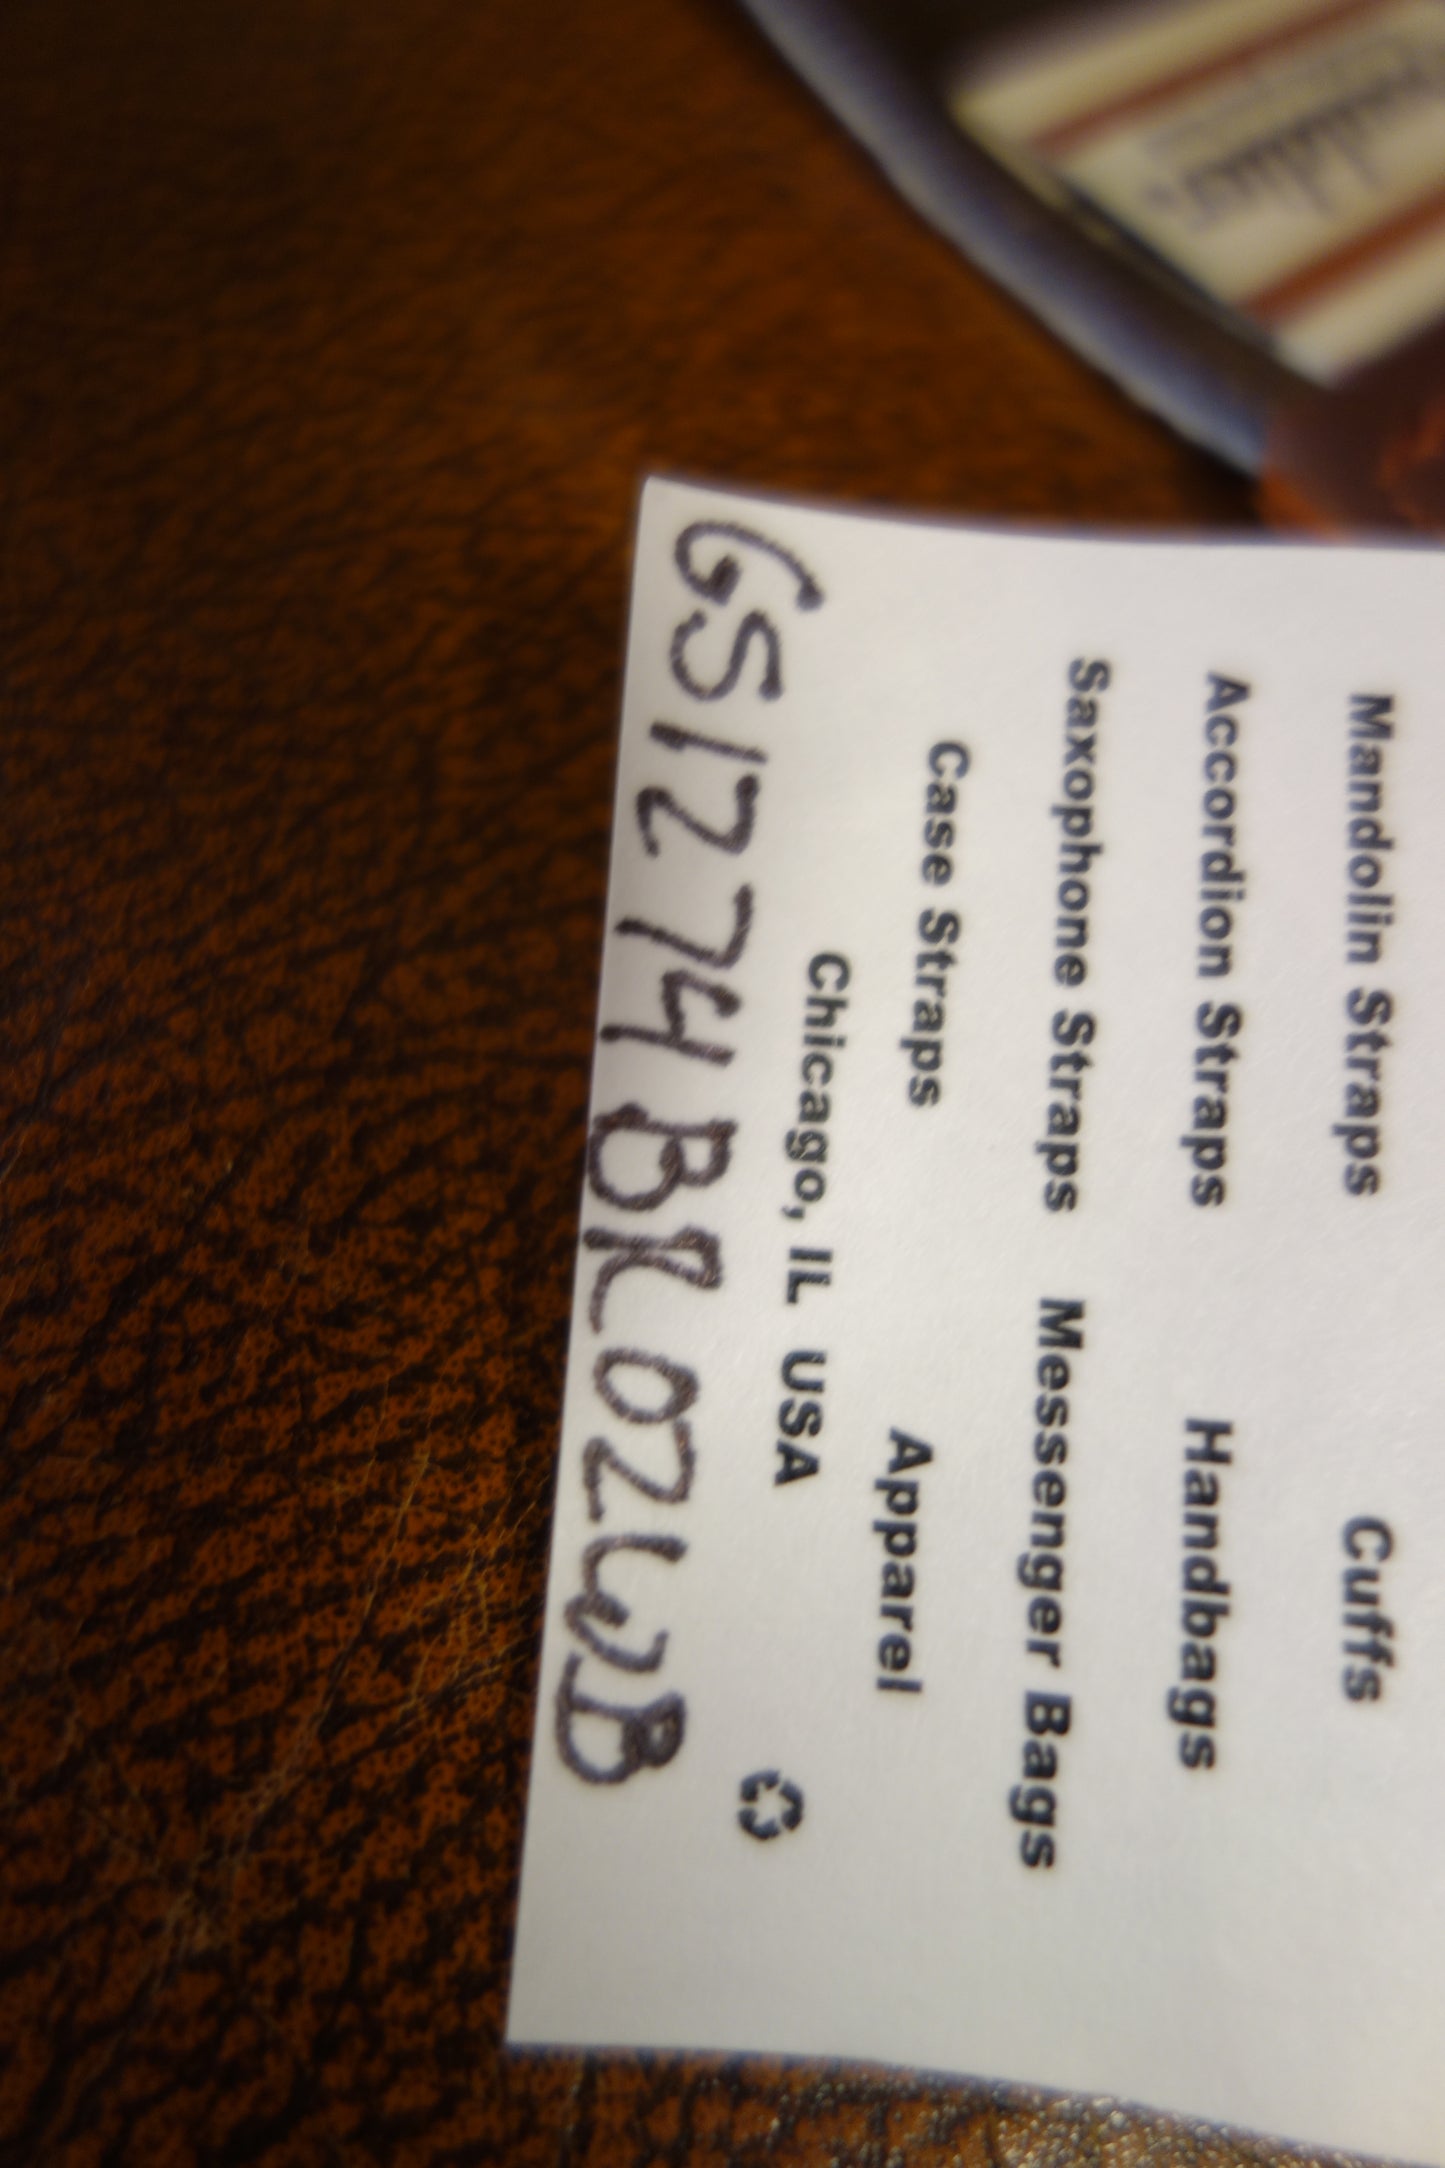 Mandolin Straps Cuffs
Accordion Straps Handbags
Saxophone Straps Messenger Bags
Case Straps Apparel
Chicago, IL USA
GS1274BR02WB